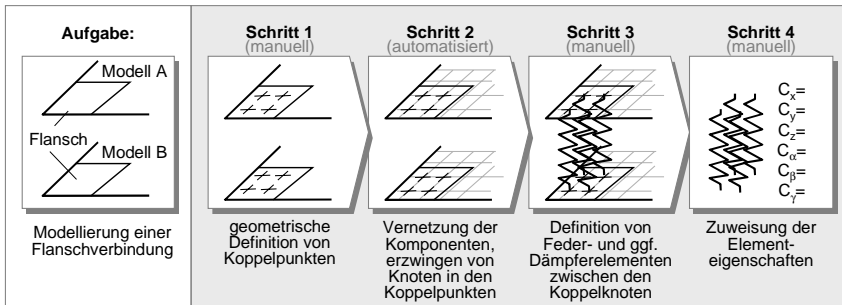 Aufgabe:
Modell A
Flansch
Modell B
Modellierung einer
Flanschverbindung
Schritt 1
(manuell)
geometrische
Definition von
Koppelpunkten
Schritt 2
(automatisiert)
Vernetzung der
Komponenten,
erzwingen von
Knoten in den
Koppelpunkten
Schritt 3
(manuell)
Definition von
Feder- und ggf.
Dämpferelementen
zwischen den
Koppelknoten
Schritt 4
(manuell)
Cx=
Cy=
Cz=
Cα=
Cβ=
Cγ=
Zuweisung der
Element-
eigenschaften